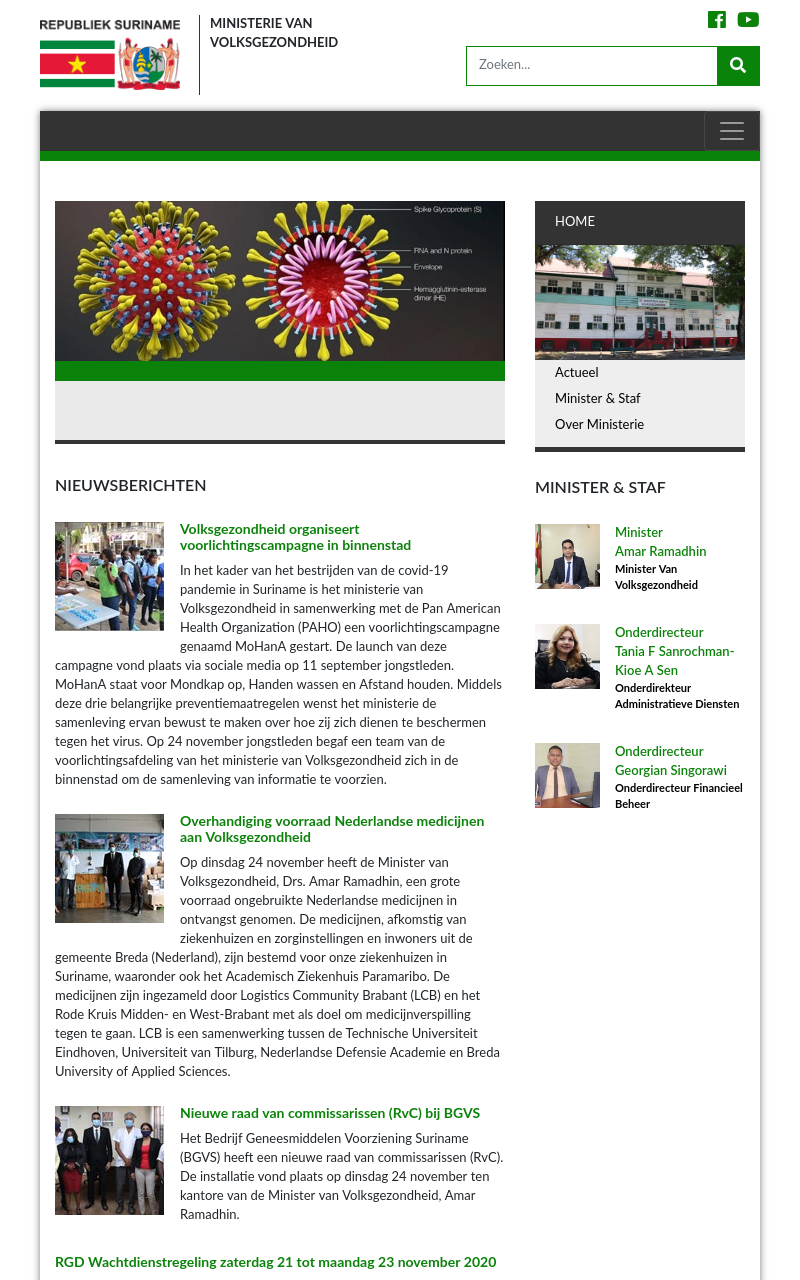 REPUBLIEK SURINAME
MINISTERIE VAN
VOLKSGEZONDHEID
Zoeken...
Spike Glycoprotein (S)
RNA and N protein
Envelope
Hemagglutinin-esterase
dimer (HE)
HOME
Actueel
Minister & Staf
Over Ministerie
NIEUWSBERICHTEN
Volksgezondheid organiseert
voorlichtingscampagne in binnenstad
In het kader van het bestrijden van de covid-19
pandemie in Suriname is het ministerie van
Volksgezondheid in samenwerking met de Pan American
Health Organization (PAHO) een voorlichtingscampagne
genaamd MoHanA gestart. De launch van deze
campagne vond plaats via sociale media op 11 september jongstleden.
MoHanA staat voor Mondkap op, Handen wassen en Afstand houden. Middels
deze drie belangrijke preventiemaatregelen wenst het ministerie de
samenleving ervan bewust te maken over hoe zij zich dienen te beschermen
tegen het virus. Op 24 november jongstleden begaf een team van de
voorlichtingsafdeling van het ministerie van Volksgezondheid zich in de
binnenstad om de samenleving van informatie te voorzien.
Overhandiging voorraad Nederlandse medicijnen
aan Volksgezondheid
Op dinsdag 24 november heeft de Minister van
Volksgezondheid, Drs. Amar Ramadhin, een grote
voorraad ongebruikte Nederlandse medicijnen in
ontvangst genomen. De medicijnen, afkomstig van
ziekenhuizen en zorginstellingen en inwoners uit de
gemeente Breda (Nederland), zijn bestemd voor onze ziekenhuizen in
Suriname, waaronder ook het Academisch Ziekenhuis Paramaribo. De
medicijnen zijn ingezameld door Logistics Community Brabant (LCB) en het
Rode Kruis Midden- en West-Brabant met als doel om medicijnverspilling
tegen te gaan. LCB is een samenwerking tussen de Technische Universiteit
Eindhoven, Universiteit van Tilburg, Nederlandse Defensie Academie en Breda
University of Applied Sciences.
Nieuwe raad van commissarissen (RvC) bij BGVS
Het Bedrijf Geneesmiddelen Voorziening Suriname
(BGVS) heeft een nieuwe raad van commissarissen (RvC).
De installatie vond plaats op dinsdag 24 november ten
kantore van de Minister van Volksgezondheid, Amar
Ramadhin.
RGD Wachtdienstregeling zaterdag 21 tot maandag 23 november 2020
MINISTER & STAF
Minister
Amar Ramadhin
Minister Van
Volksgezondheid
Onderdirecteur
Tania F Sanrochman-
Kioe A Sen
Onderdirekteur
Administratieve Diensten
Onderdirecteur
Georgian Singorawi
Onderdirecteur Financieel
Beheer